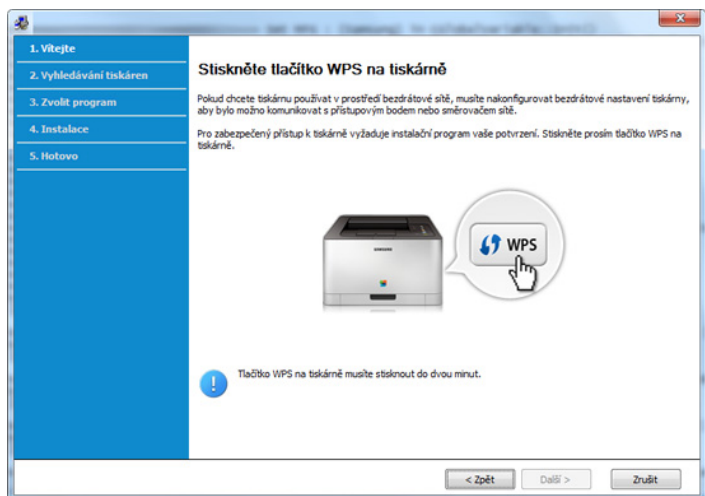 1. Vítejte
2. Vyhledávání tiskáren
3. Zvolit program
4. Instalace
5. Hotovo
Stiskněte tlačítko WPS na tiskárně
Pokud chcete tiskárnu používat v prostředí bezdrátové sítě, musíte nakonfigurovat bezdrátové nastavení tiskárny,
aby bylo možno komunikovat s přístupovým bodem nebo směrovačem sítě.
Pro zabezpečený přístup k tiskárně vyžaduje instalační program vaše potvrzení. Stiskněte prosím tlačítko WPS na
tiskárně.
SAMSUNG
WPS
Tlačítko WPS na tiskárně musíte stisknout do dvou minut.
< Zpět
Další >
Zrušit